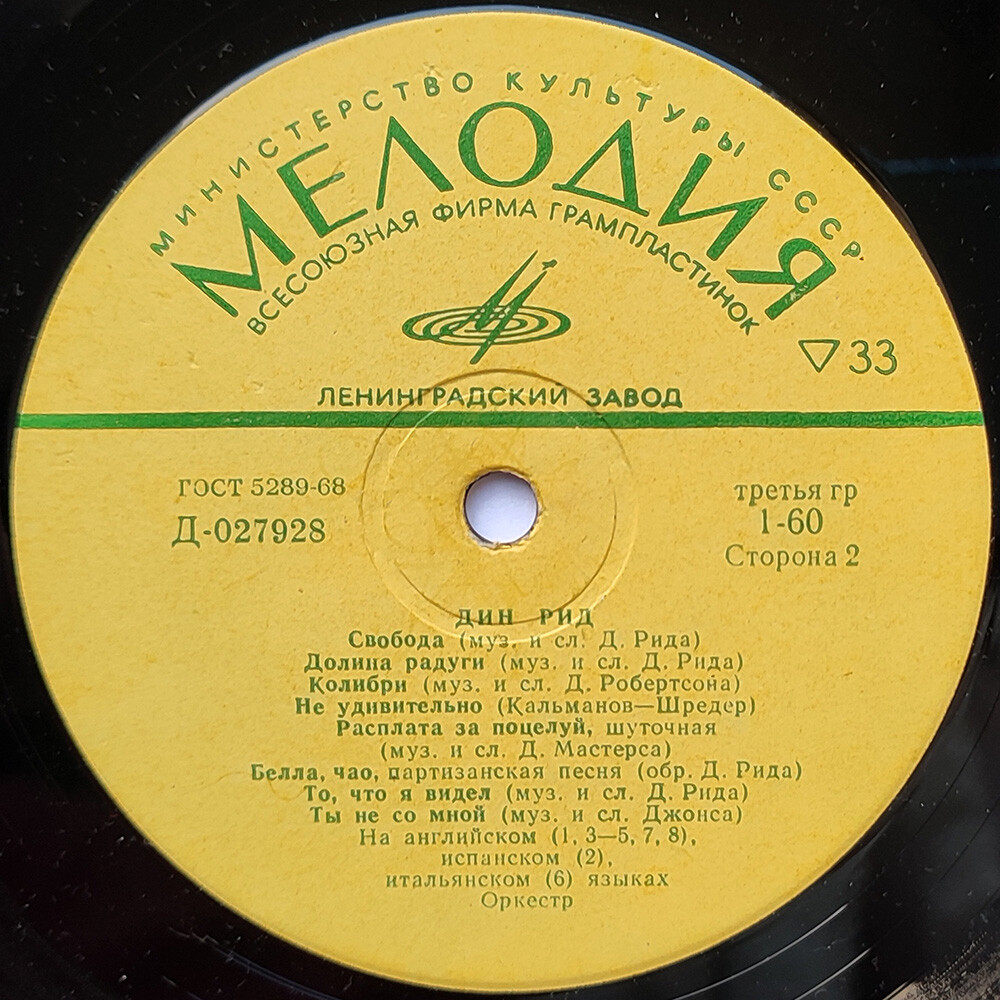 МИНИСТЕРСТВО КУЛЬТУРЫ СССР
МЕЛОДИЯ
ВСЕСОЮЗНАЯ ФИРМА ГРАМПЛАСТИНОК
▽33
ЛЕНИНГРАДСКИЙ ЗАВОД
ГОСТ 5289-68
Д-027928
третья гр
1-60
Сторона 2
ДИН РИД
Свобода (муз. и сл. Д. Рида)
Долина радуги (муз. и сл. Д. Рида)
Колибри (муз. и сл. Д. Робертсона)
Не удивительно (Кальманов—Шредер)
Расплата за поцелуй, шуточная
(муз. и сл. Д. Мастерса)
Белла, чао, партизанская песня (обр. Д. Рида)
То, что я видел (муз. и сл. Д. Рида)
Ты не со мной (муз. и сл. Джонса)
На английском (1, 3—5, 7, 8),
испанском (2),
итальянском (6) языках
Оркестр